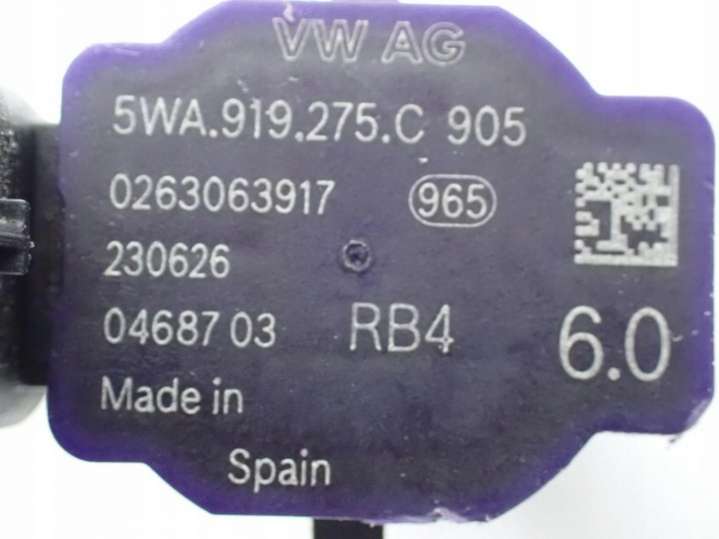 VW AG
5WA.919.275.C 905
0263063917 965
230626
04687 03 RB4 6.0
Made in
Spain